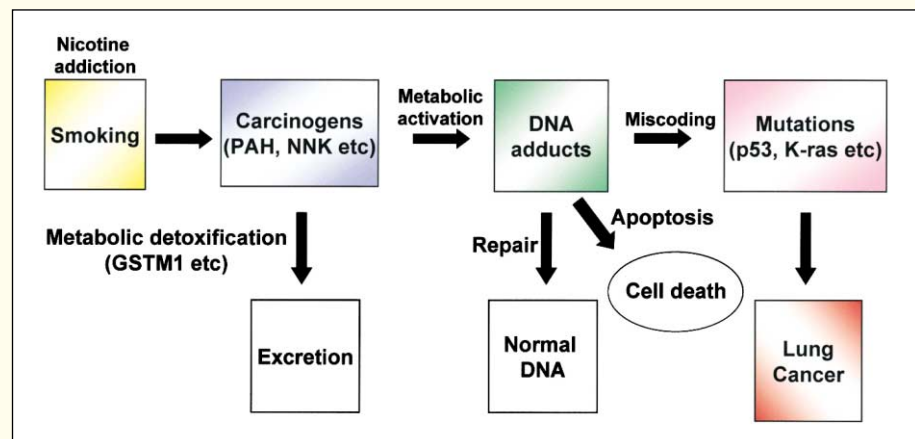 Nicotine
addiction
Smoking
Carcinogens
(PAH, NNK etc)
Metabolic
activation
DNA
adducts
Miscoding
Mutations
(p53, K-ras etc)
Metabolic detoxification
(GSTM1 etc)
Repair
Apoptosis
Excretion
Normal
DNA
Cell death
Lung
Cancer